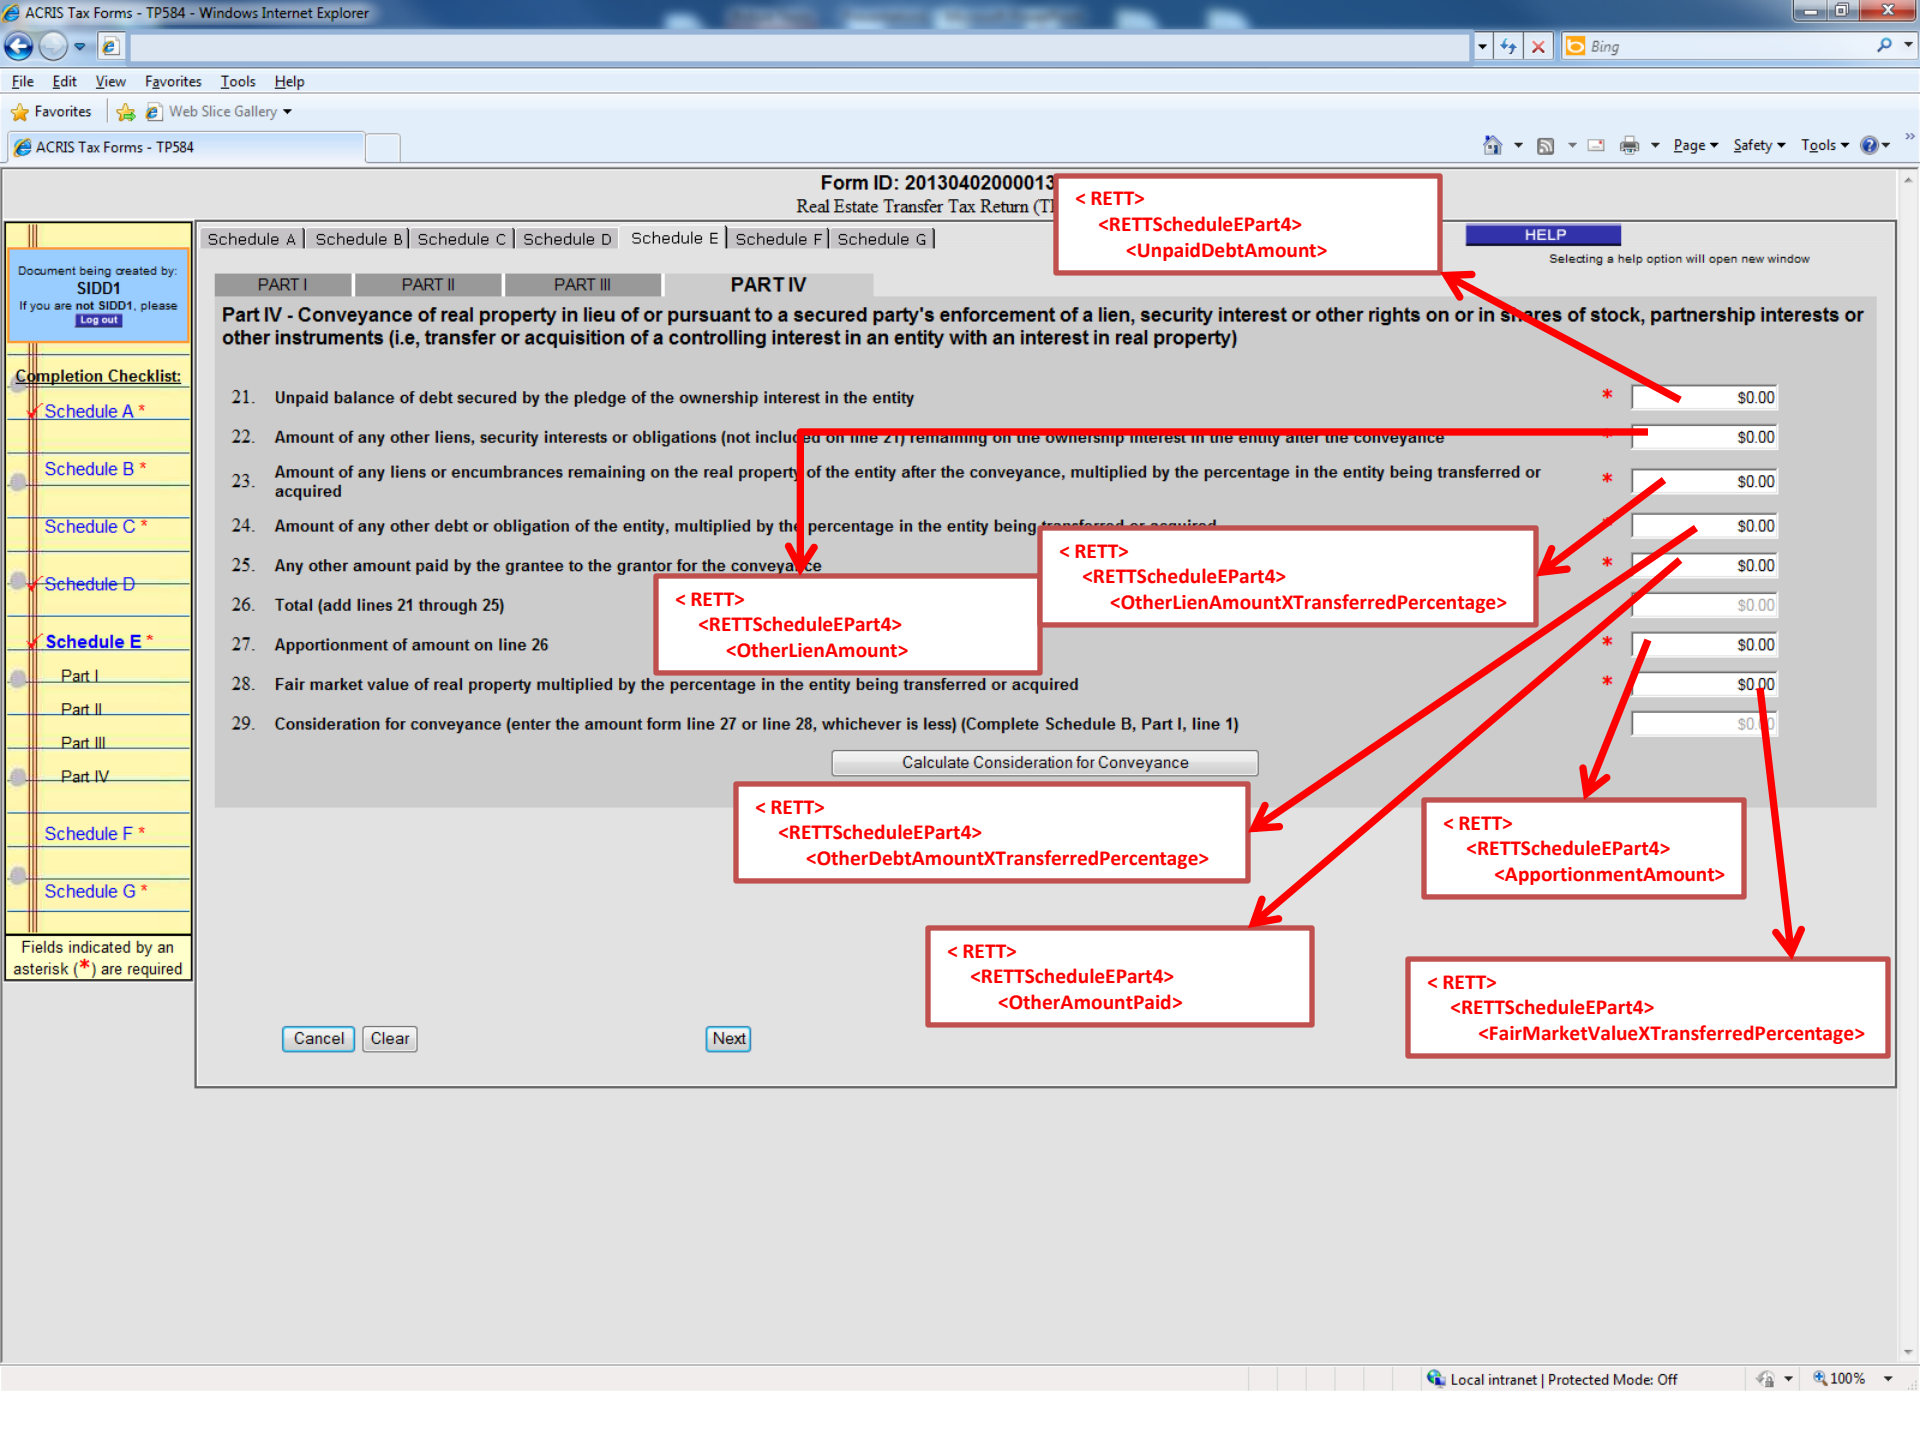 ACRIS Tax Forms - TP584 - Windows Internet Explorer
Bing
File Edit View Favorites Tools Help
Favorites Web Slice Gallery
ACRIS Tax Forms - TP584
Page Safety Tools
Form ID: 2013040200013
Real Estate Transfer Tax Return
< RETT>
<RETTScheduleEPart4>
<UnpaidDebtAmount>
Schedule A Schedule B Schedule C Schedule D Schedule E Schedule F Schedule G
HELP
Selecting a help option will open new window
Document being created by:
SIDD1
If you are not SIDD1, please
Log out
PART I PART II PART III PART IV
Part IV - Conveyance of real property in lieu of or pursuant to a secured party's enforcement of a lien, security interest or other rights on or in shares of stock, partnership interests or
other instruments (i.e, transfer or acquisition of a controlling interest in an entity with an interest in real property)
Completion Checklist:
Schedule A *
Schedule B *
Schedule C *
Schedule D
Schedule E *
Part I
Part II
Part III
Part IV
Schedule F *
Schedule G *
Fields indicated by an
asterisk (*) are required
21. Unpaid balance of debt secured by the pledge of the ownership interest in the entity * $0.00
22. Amount of any other liens, security interests or obligations (not included on line 21) remaining on the ownership interest in the entity after the conveyance * $0.00
23. Amount of any liens or encumbrances remaining on the real property of the entity after the conveyance, multiplied by the percentage in the entity being transferred or
acquired * $0.00
24. Amount of any other debt or obligation of the entity, multiplied by the percentage in the entity being transferred or acquired * $0.00
25. Any other amount paid by the grantee to the grantor for the conveyance * $0.00
26. Total (add lines 21 through 25) $0.00
27. Apportionment of amount on line 26 * $0.00
28. Fair market value of real property multiplied by the percentage in the entity being transferred or acquired * $0.00
29. Consideration for conveyance (enter the amount form line 27 or line 28, whichever is less) (Complete Schedule B, Part I, line 1) $0.00
< RETT>
<RETTScheduleEPart4>
<OtherLienAmountXTransferredPercentage>
< RETT>
<RETTScheduleEPart4>
<OtherLienAmount>
Calculate Consideration for Conveyance
< RETT>
<RETTScheduleEPart4>
<OtherDebtAmountXTransferredPercentage>
< RETT>
<RETTScheduleEPart4>
<ApportionmentAmount>
< RETT>
<RETTScheduleEPart4>
<OtherAmountPaid>
< RETT>
<RETTScheduleEPart4>
<FairMarketValueXTransferredPercentage>
Cancel Clear Next
Local intranet | Protected Mode: Off 100%